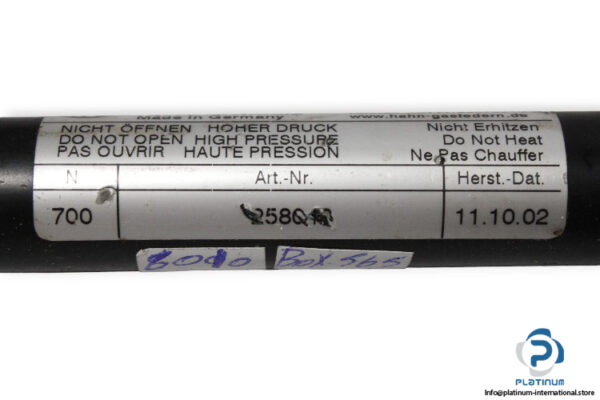 Made in Germany www.hahn-gasfedern.de
NICHT ÖFFNEN HOHER DRUCK Nicht Erhitzen
DO NOT OPEN HIGH PRESSURE Do Not Heat
PAS OUVRIR HAUTE PRESSION Ne Pas Chauffer
N Art.-Nr. Herst.-Dat.
700 11.10.02
BOX 565
PLATINUM
Info@platinum-international.store